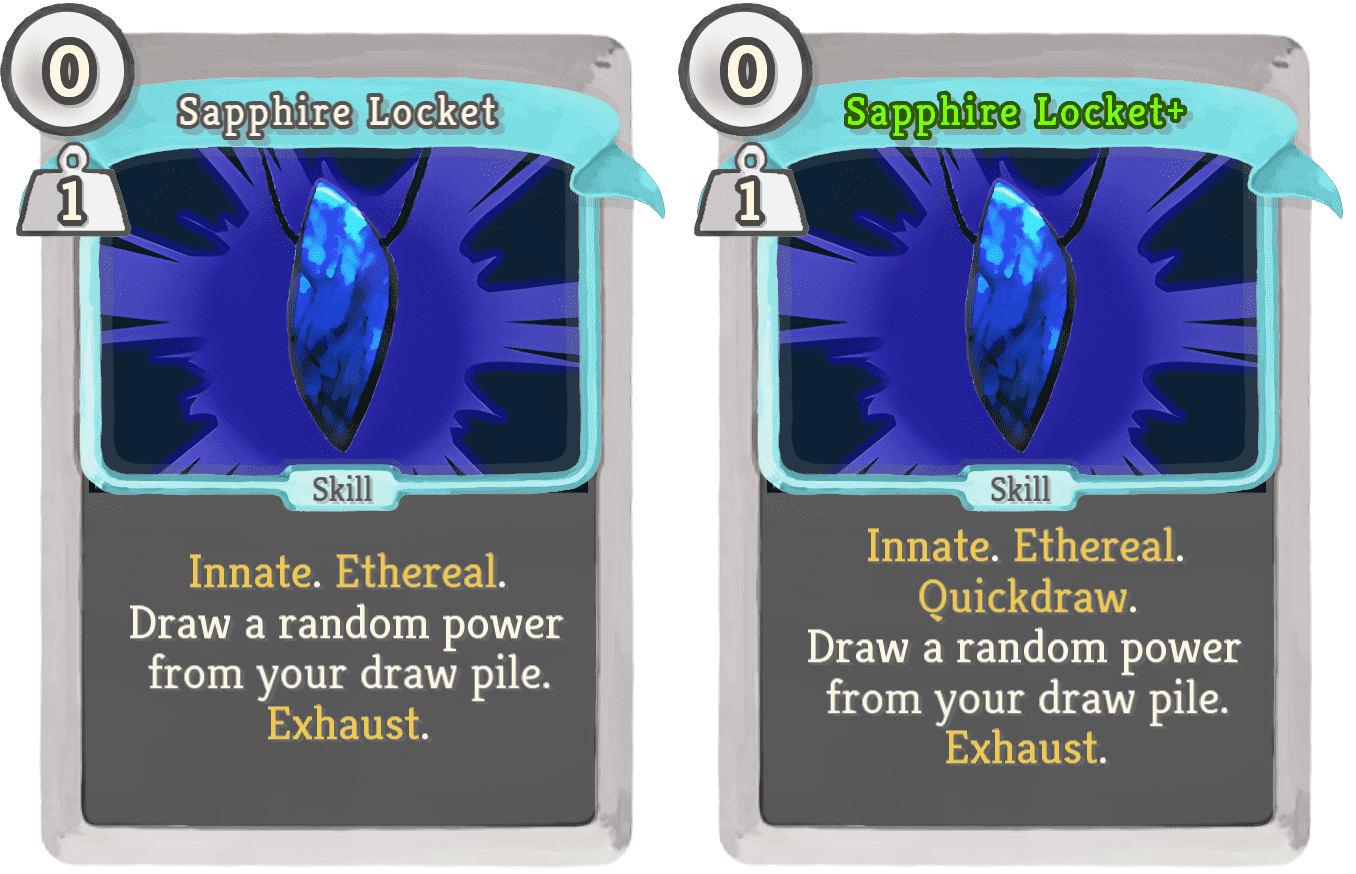 0
Sapphire Locket
1
Skill
Innate. Ethereal.
Draw a random power
from your draw pile.
Exhaust.
0
Sapphire Locket+
1
Skill
Innate. Ethereal.
Quickdraw.
Draw a random power
from your draw pile.
Exhaust.